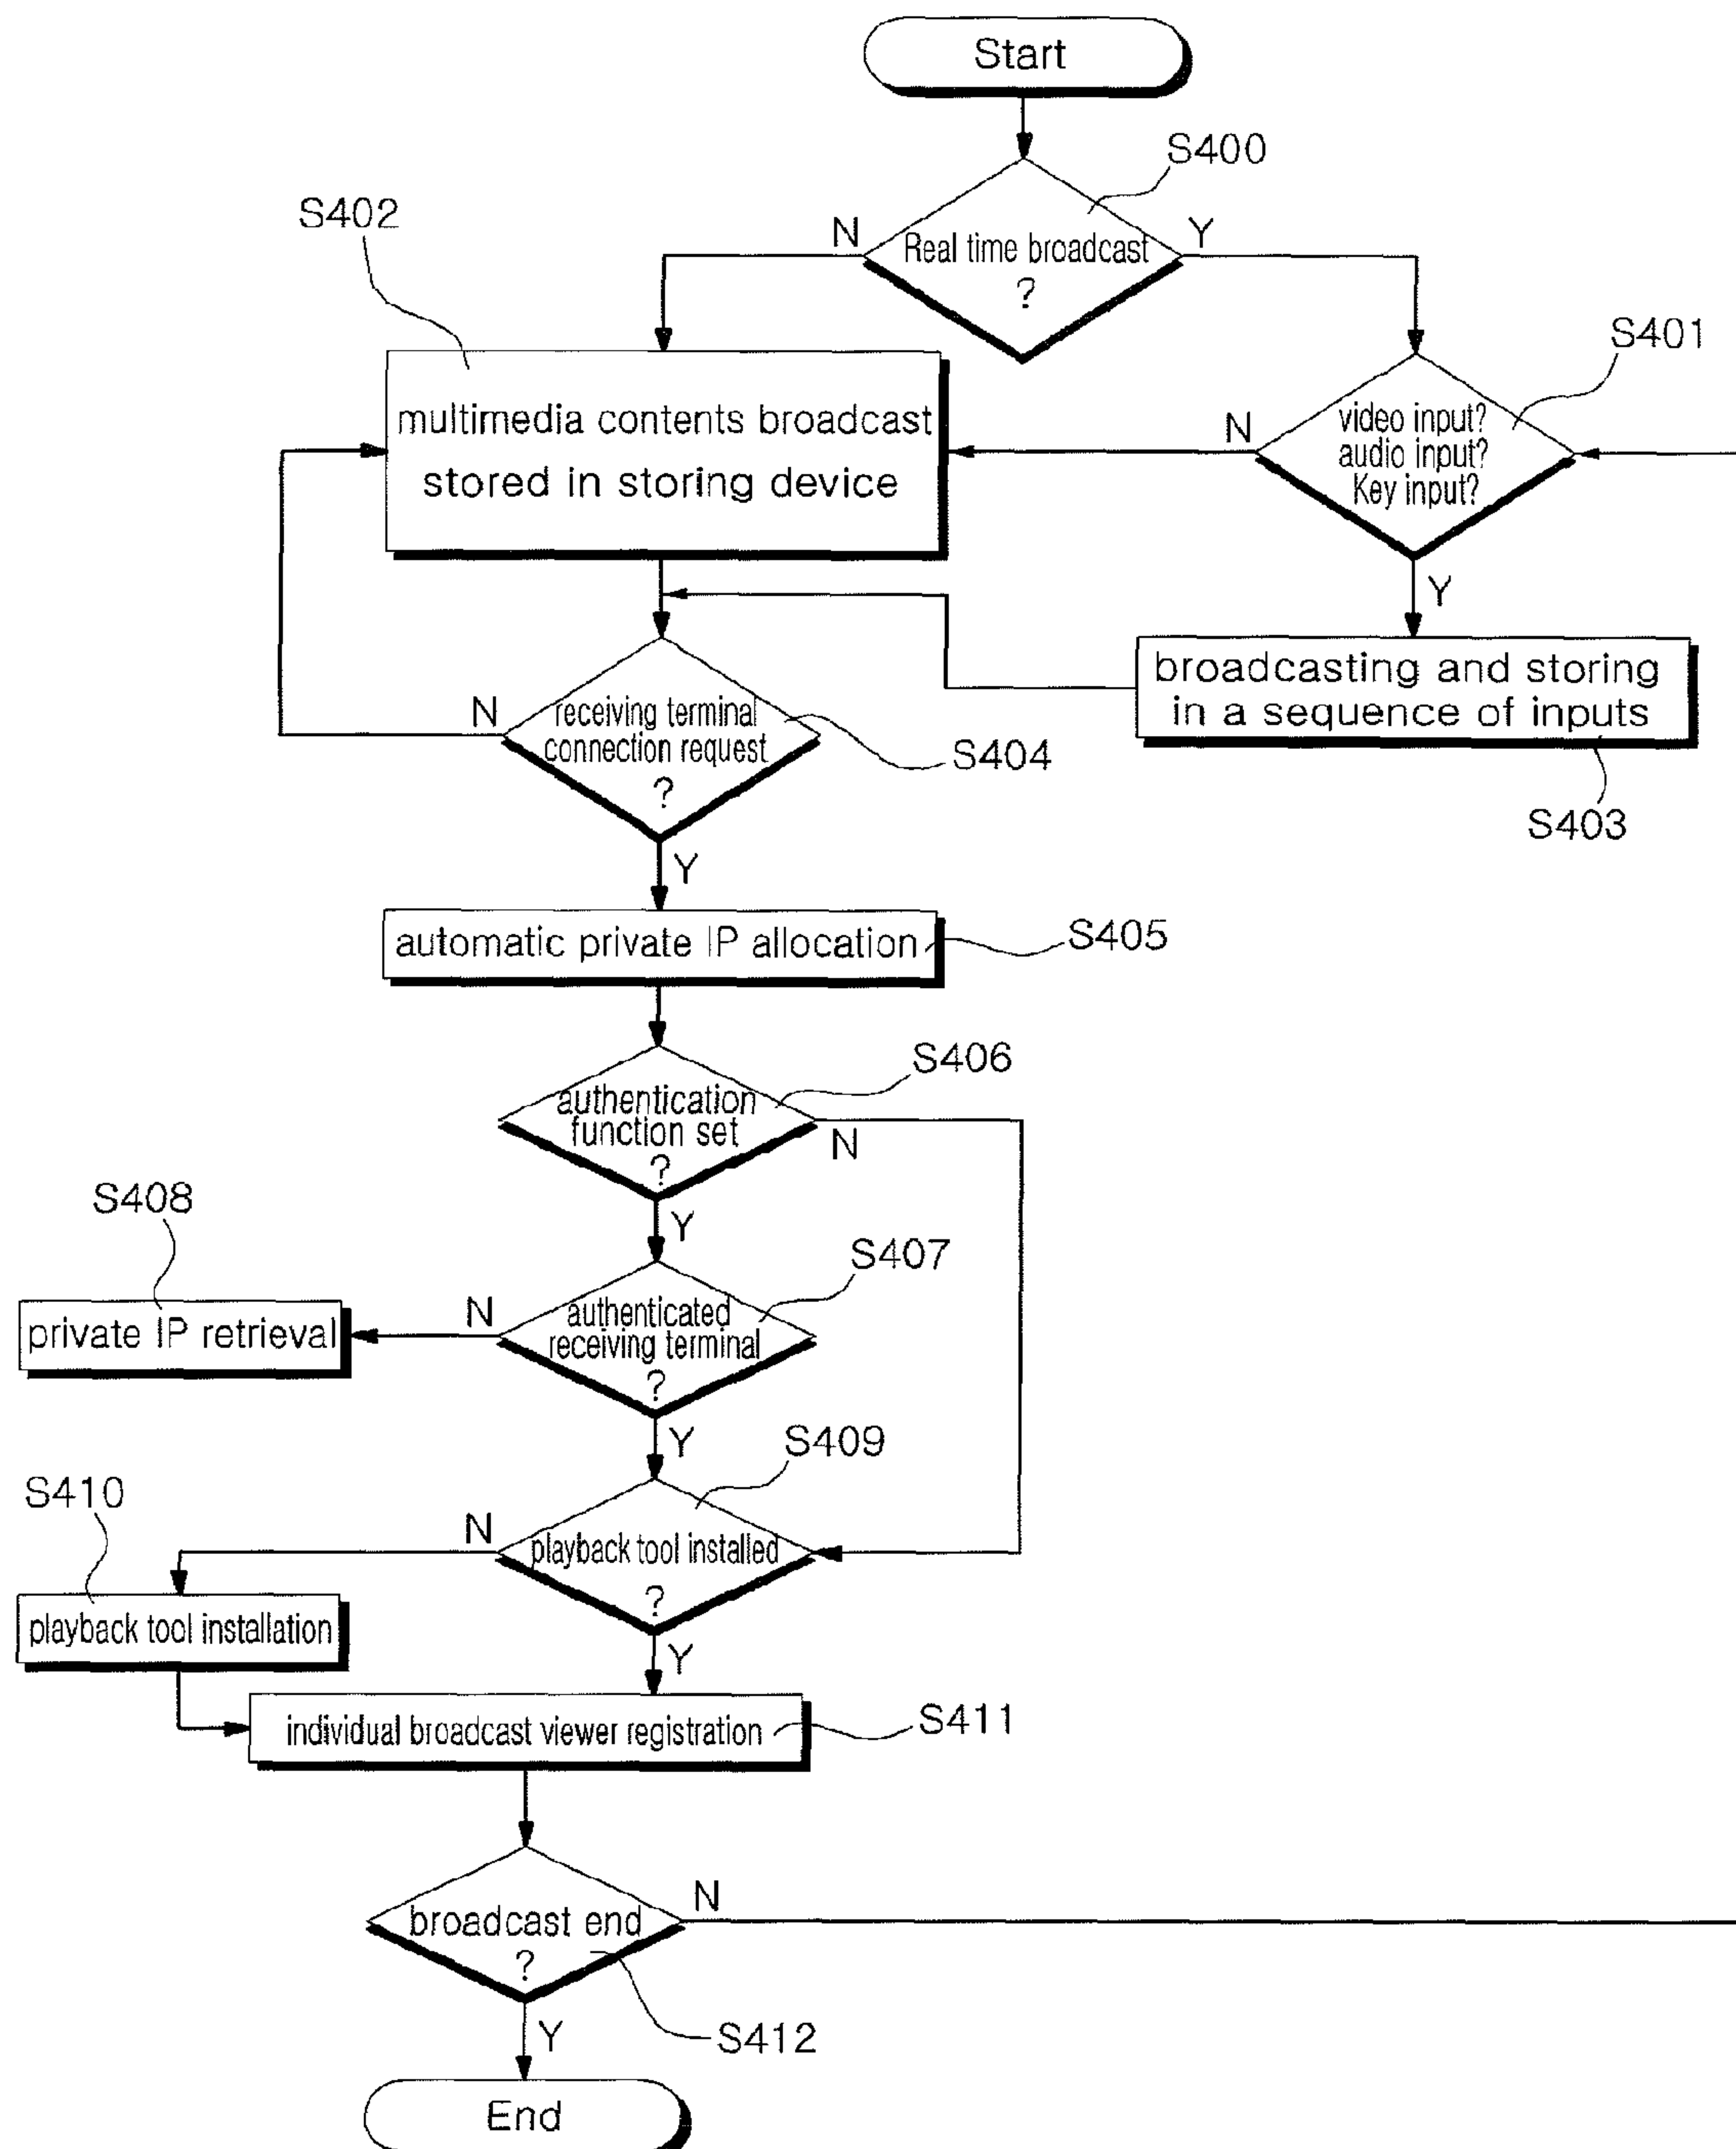 Start
S400
N
Real time broadcast
?
Y
S402
S401
multimedia contents broadcast
stored in storing device
N
video input?
audio input?
Key input?
Y
broadcasting and storing
in a sequence of inputs
S403
N
receiving terminal
connection request
?
S404
Y
automatic private IP allocation
S405
authentication
function set
?
S406
N
Y
S408
private IP retrieval
N
authenticated
receiving terminal
?
S407
Y
S409
S410
N
playback tool installed
?
playback tool installation
Y
individual broadcast viewer registration
S411
broadcast end
?
N
Y
S412
End